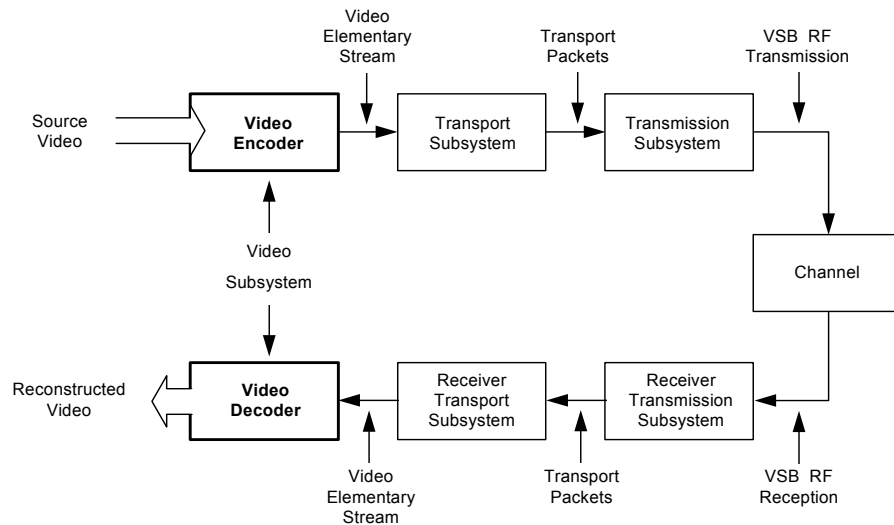 Video
Elementary
Stream
Transport
Packets
VSB RF
Transmission
Source
Video
Video
Encoder
Transport
Subsystem
Transmission
Subsystem
Video
Subsystem
Channel
Reconstructed
Video
Video
Decoder
Receiver
Transport
Subsystem
Receiver
Transmission
Subsystem
Video
Elementary
Stream
Transport
Packets
VSB RF
Reception